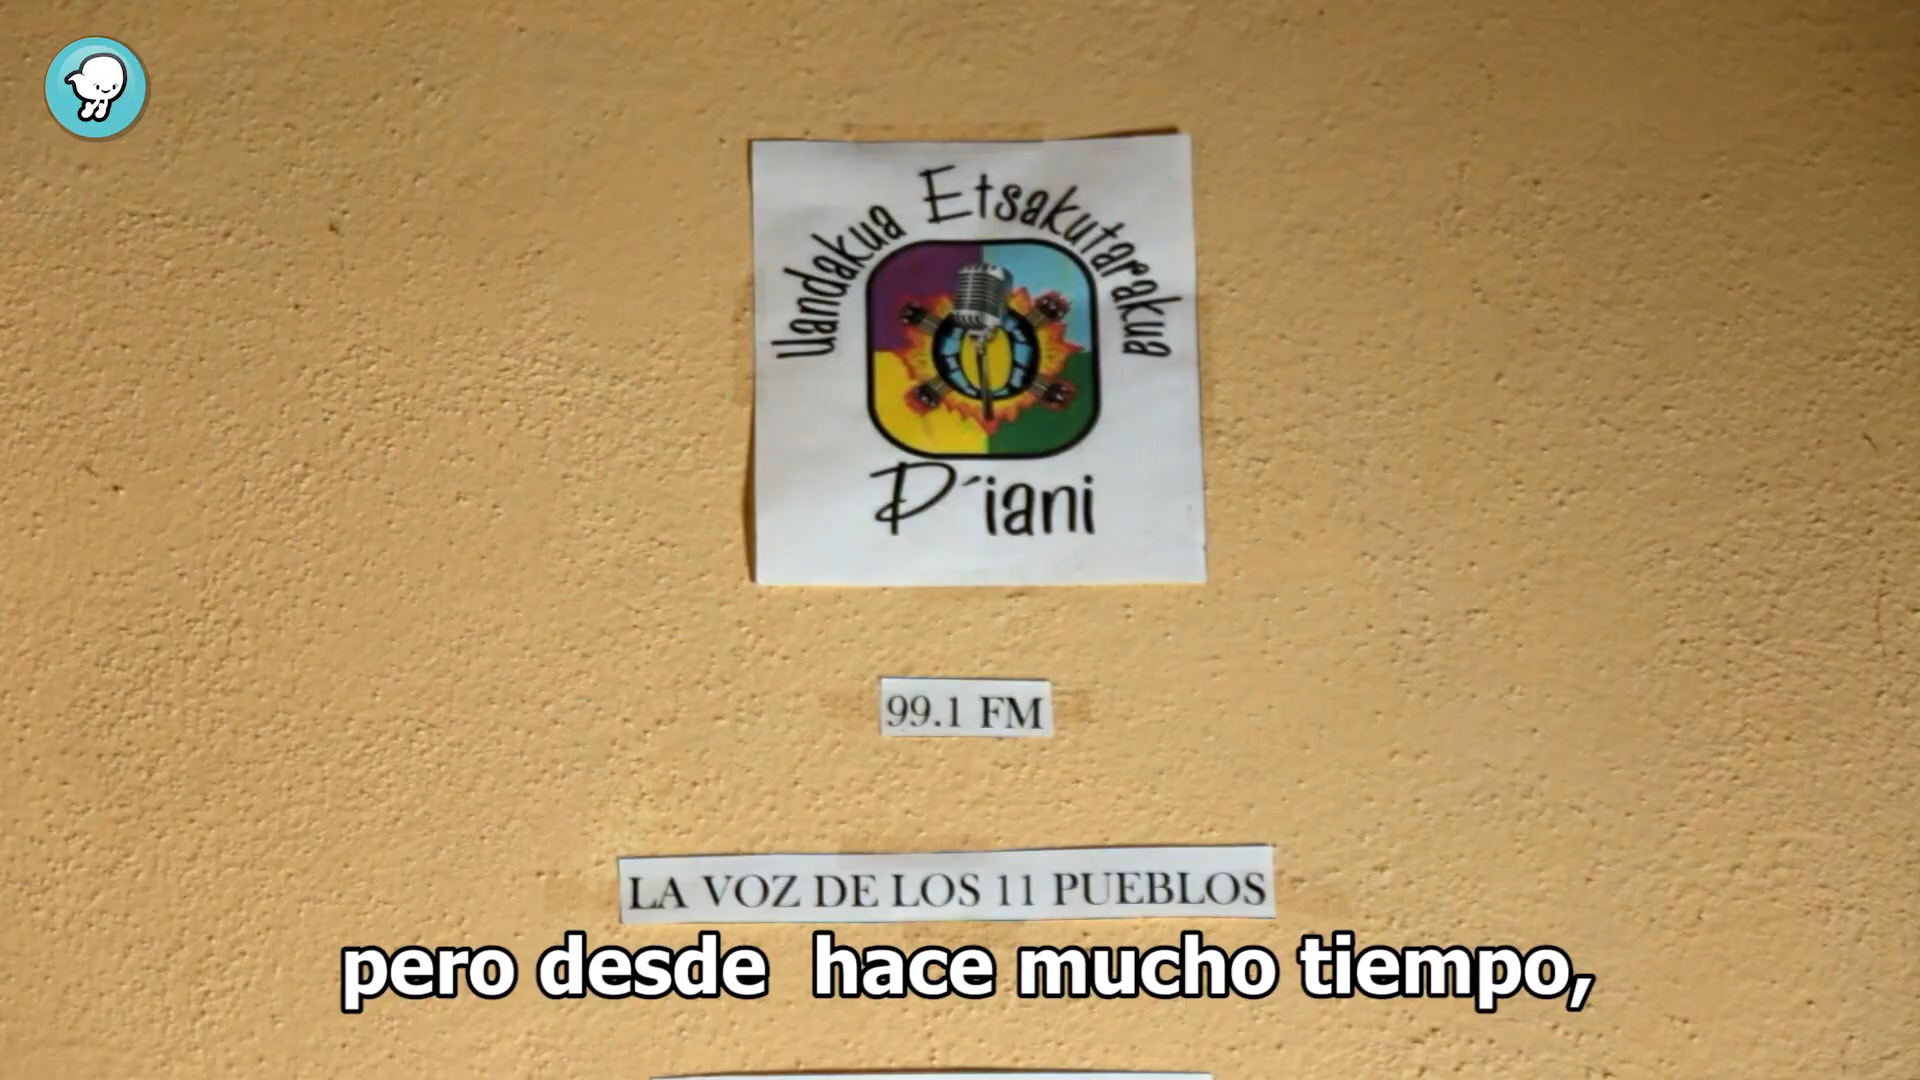 Uandakua Etsakutarakua
D´iani
99.1 FM
LA VOZ DE LOS 11 PUEBLOS
pero desde hace mucho tiempo,